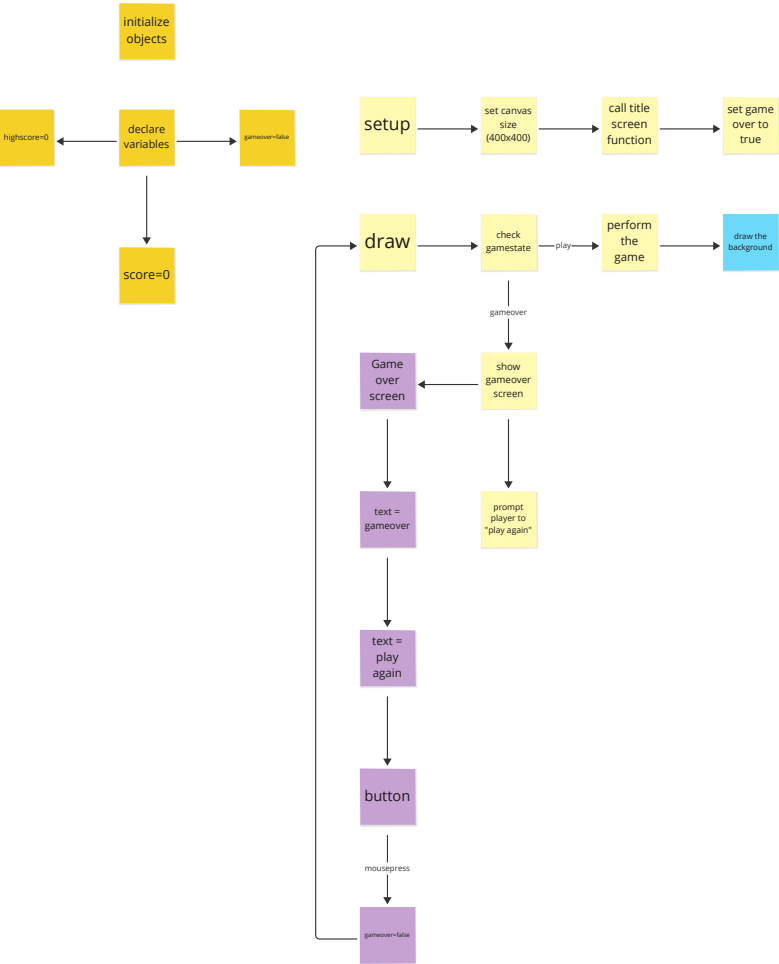 initialize
objects
highscore=0
declare
variables
gameover=false
score=0
setup
set canvas
size
(400x400)
call title
screen
function
set game
over to
true
draw
check
gamestate
play
perform
the
game
draw the
background
gameover
Game
over
screen
show
gameover
screen
text =
gameover
prompt
player to
"play again"
text =
play
again
button
mousepress
gameover=false